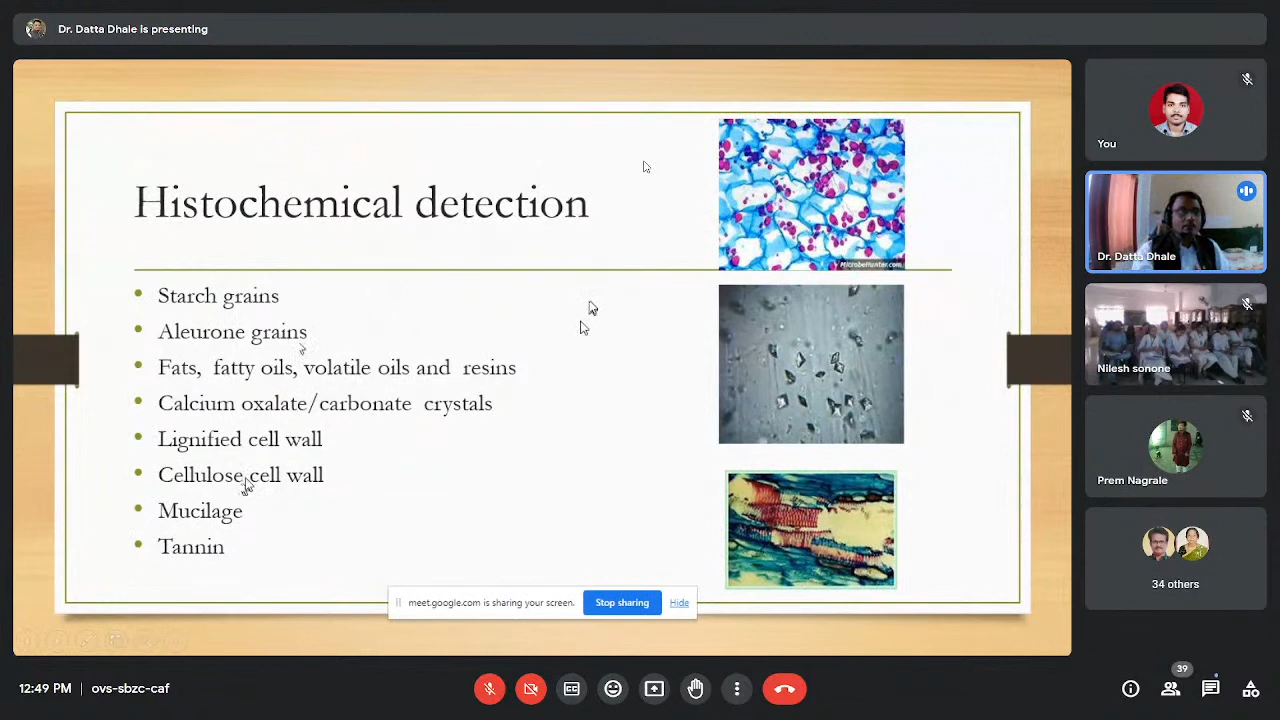 Dr. Datta Dhale is presenting
Histochemical detection
MicrobeHunter.com
Starch grains
Aleurone grains
Fats, fatty oils, volatile oils and resins
Calcium oxalate/carbonate crystals
Lignified cell wall
Cellulose cell wall
Mucilage
Tannin
meet.google.com is sharing your screen.
Stop sharing
Hide
You
Dr. Datta Dhale
Nilesh sonone
Prem Nagrale
34 others
12:49 PM | ovs-sbzc-caf
39